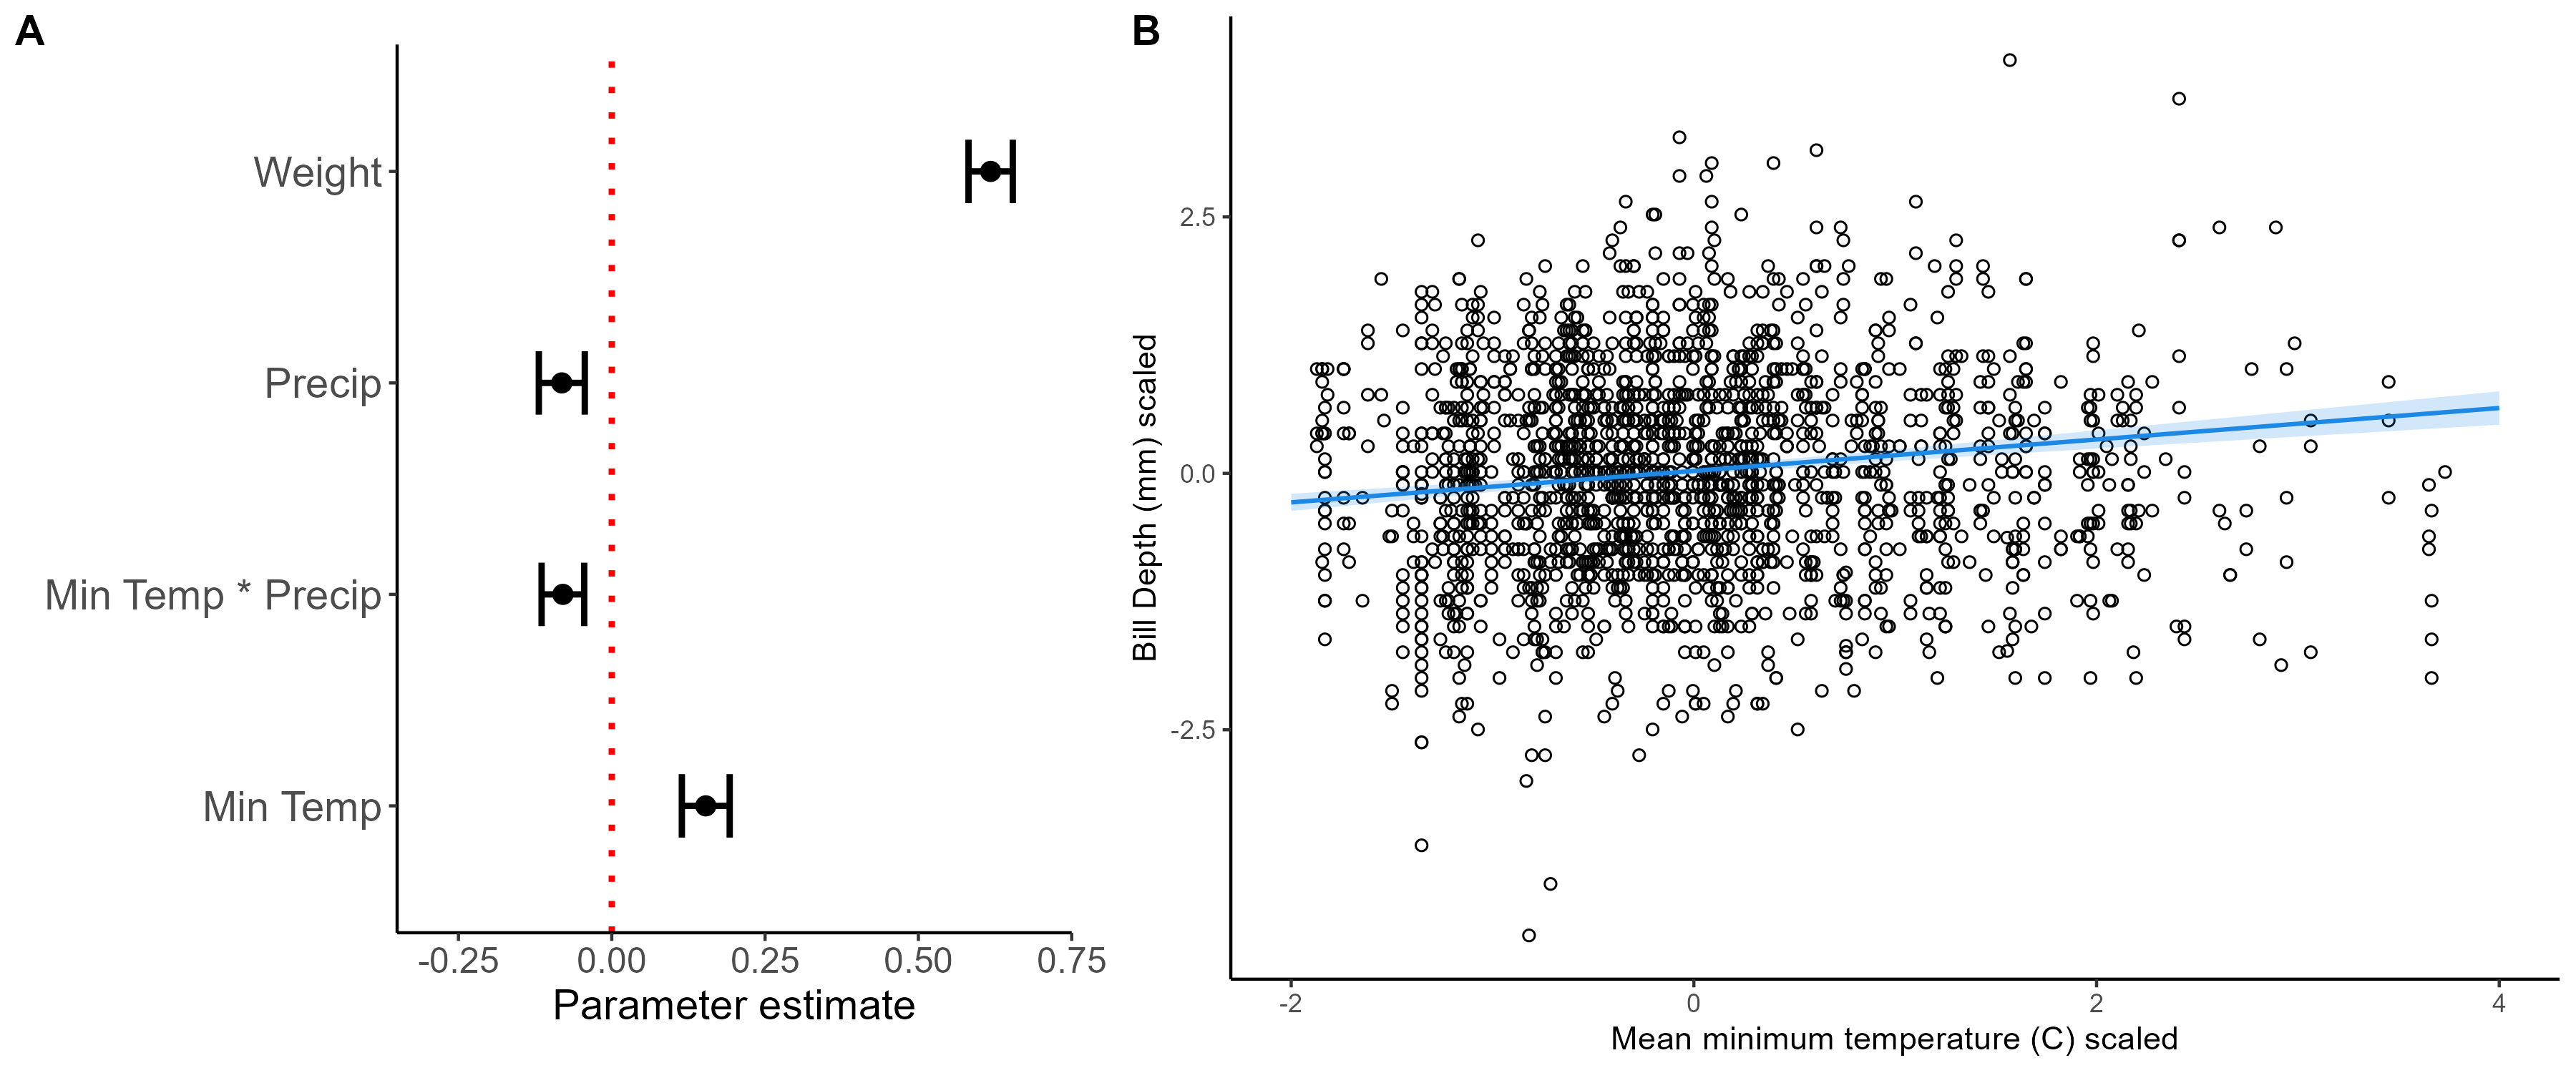 A
Weight
Precip
Min Temp * Precip
Min Temp
-0.25 0.00 0.25 0.50 0.75
Parameter estimate
B
Bill Depth (mm) scaled
2.5
0.0
-2.5
-2 0 2 4
Mean minimum temperature (C) scaled